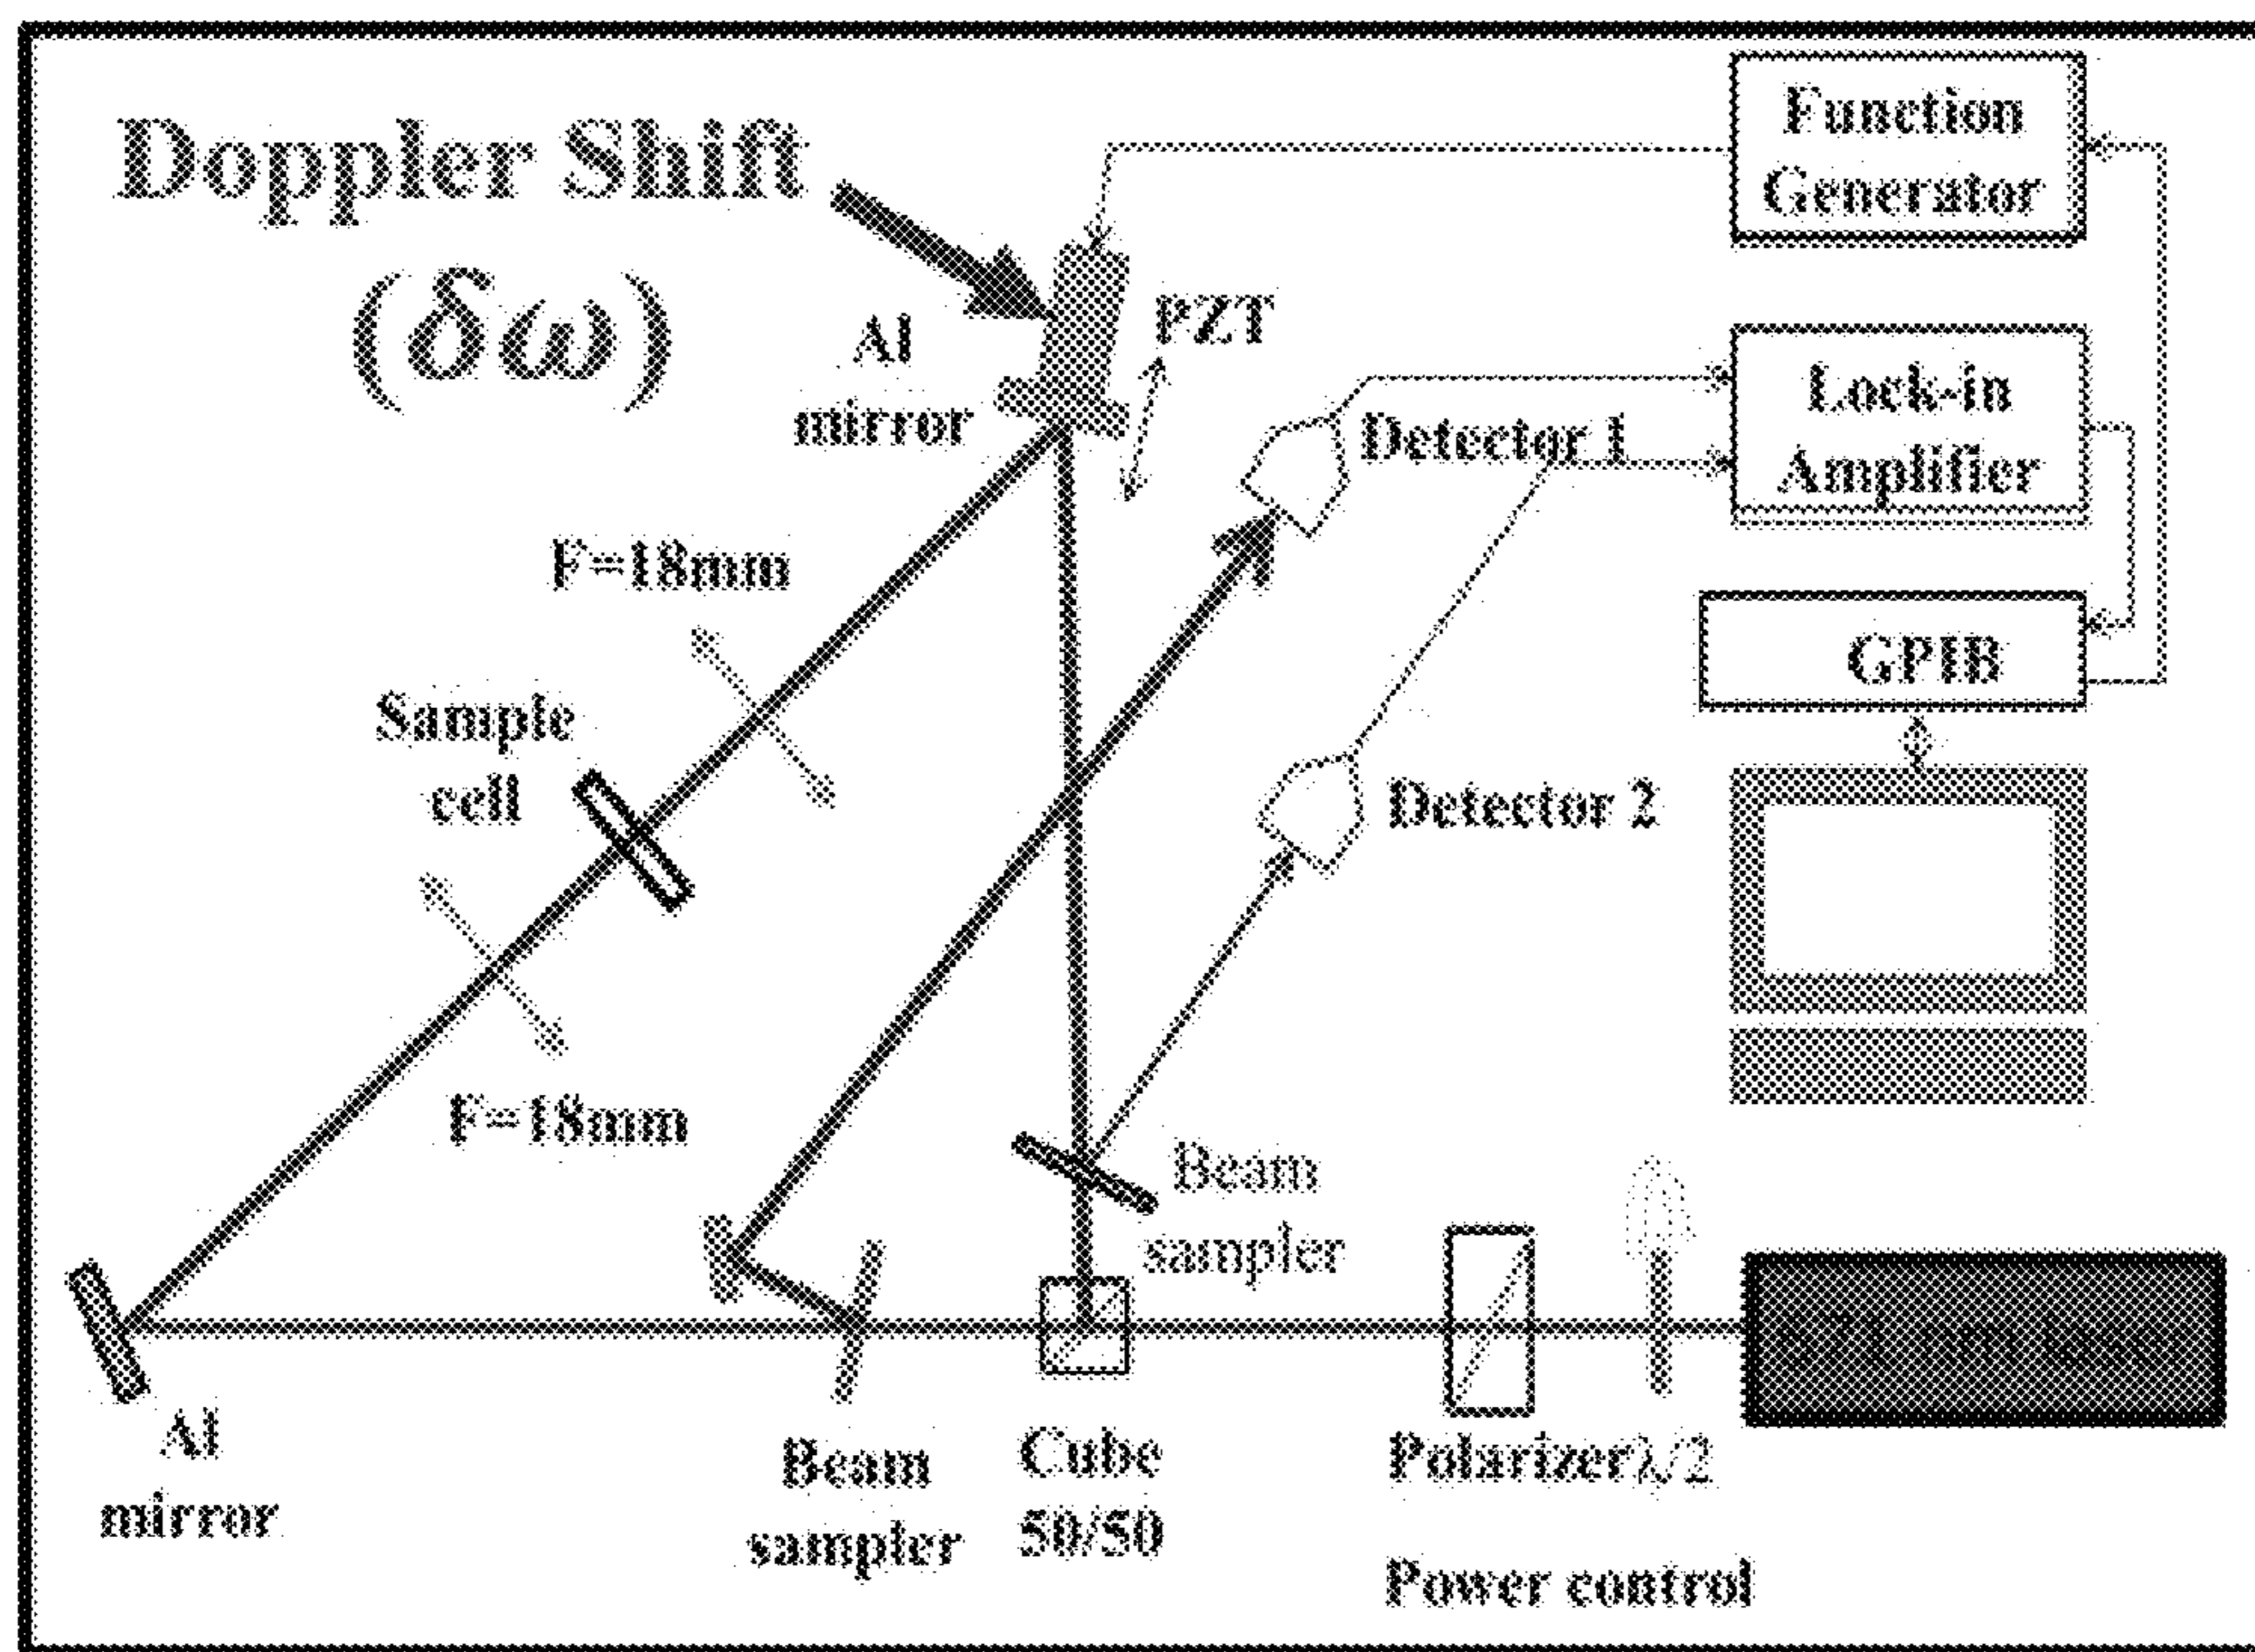 Doppler Shift
(δω)
Function
Generator
Al
mirror
PZT
Detector 1
Lock-in
Amplifier
F=18mm
GPIB
Sample
cell
Detector 2
F=18mm
Beam
sampler
Al
mirror
Beam
sampler
Cube
50/50
Polarizer λ/2
Power control